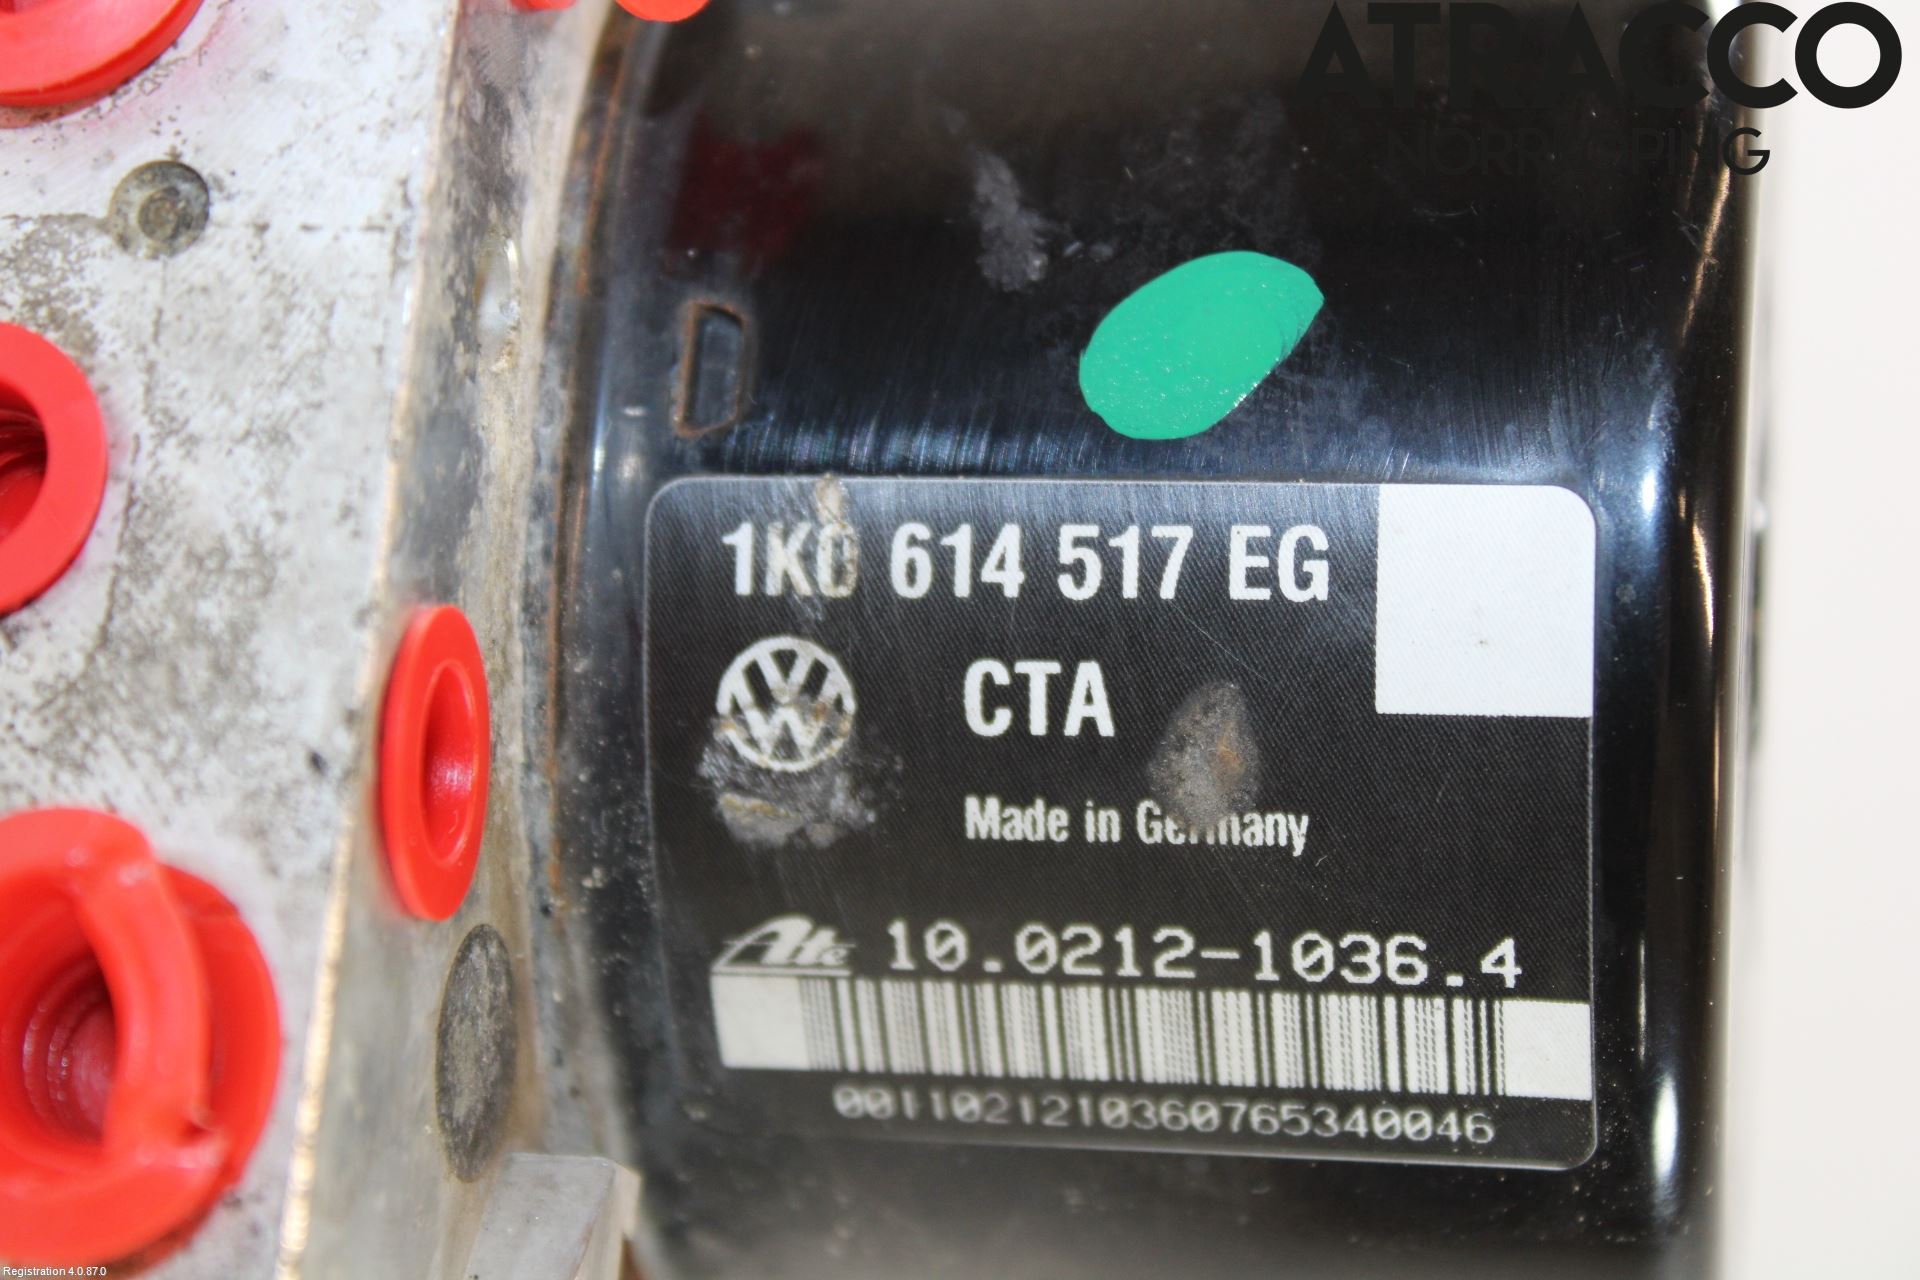 ATRACCO
NORRKÖPING
1K0 614 517 EG
CTA
Made in Germany
Ate 10.0212-1036.4
0011021210360765340046
Registration 4.0.87.0